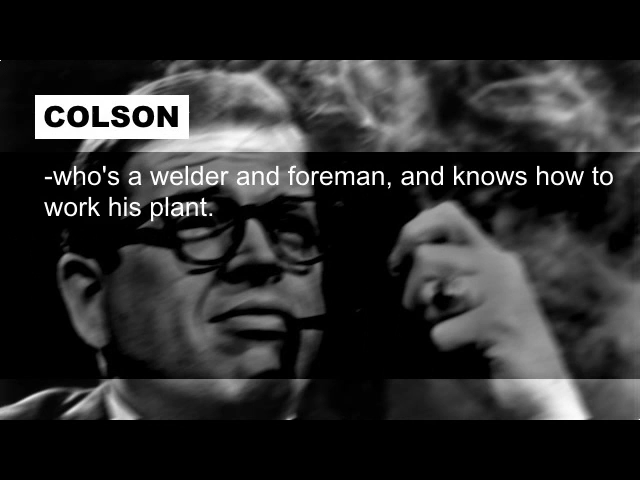 COLSON
-who's a welder and foreman, and knows how to
work his plant.